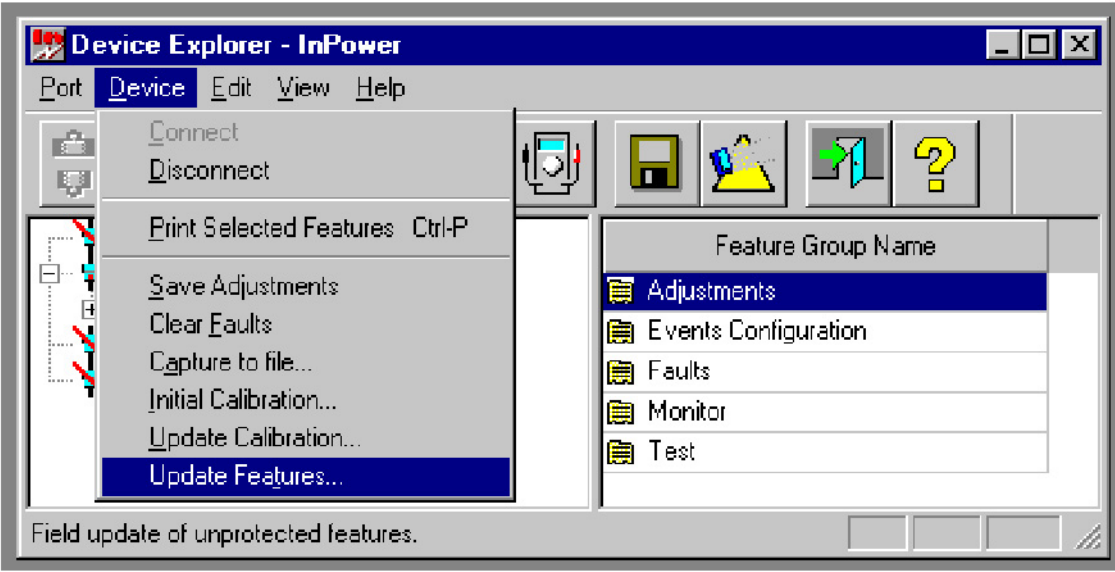 Device Explorer - InPower
Port Device Edit View Help
Connect
Disconnect
Print Selected Features Ctrl-P
Save Adjustments
Clear Faults
Capture to file...
Initial Calibration...
Update Calibration...
Update Features...
Feature Group Name
Adjustments
Events Configuration
Faults
Monitor
Test
Field update of unprotected features.